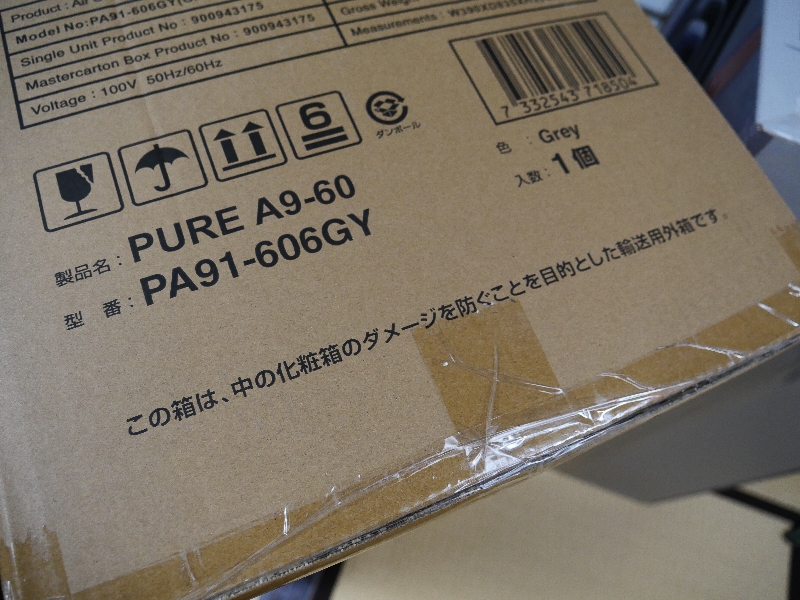 Product : Air
Model No:PA91-606GY
Single Unit Product No : 900943175
Mastercarton Box Product No : 900943175
Voltage : 100V 50Hz/60Hz
Gross Weight
Measurements :
7 332543 718504
6
ダンボール
色 : Grey
入数 : 1個
製品名 : PURE A9-60
型 番 : PA91-606GY
この箱は、中の化粧箱のダメージを防ぐことを目的とした輸送用外箱です。